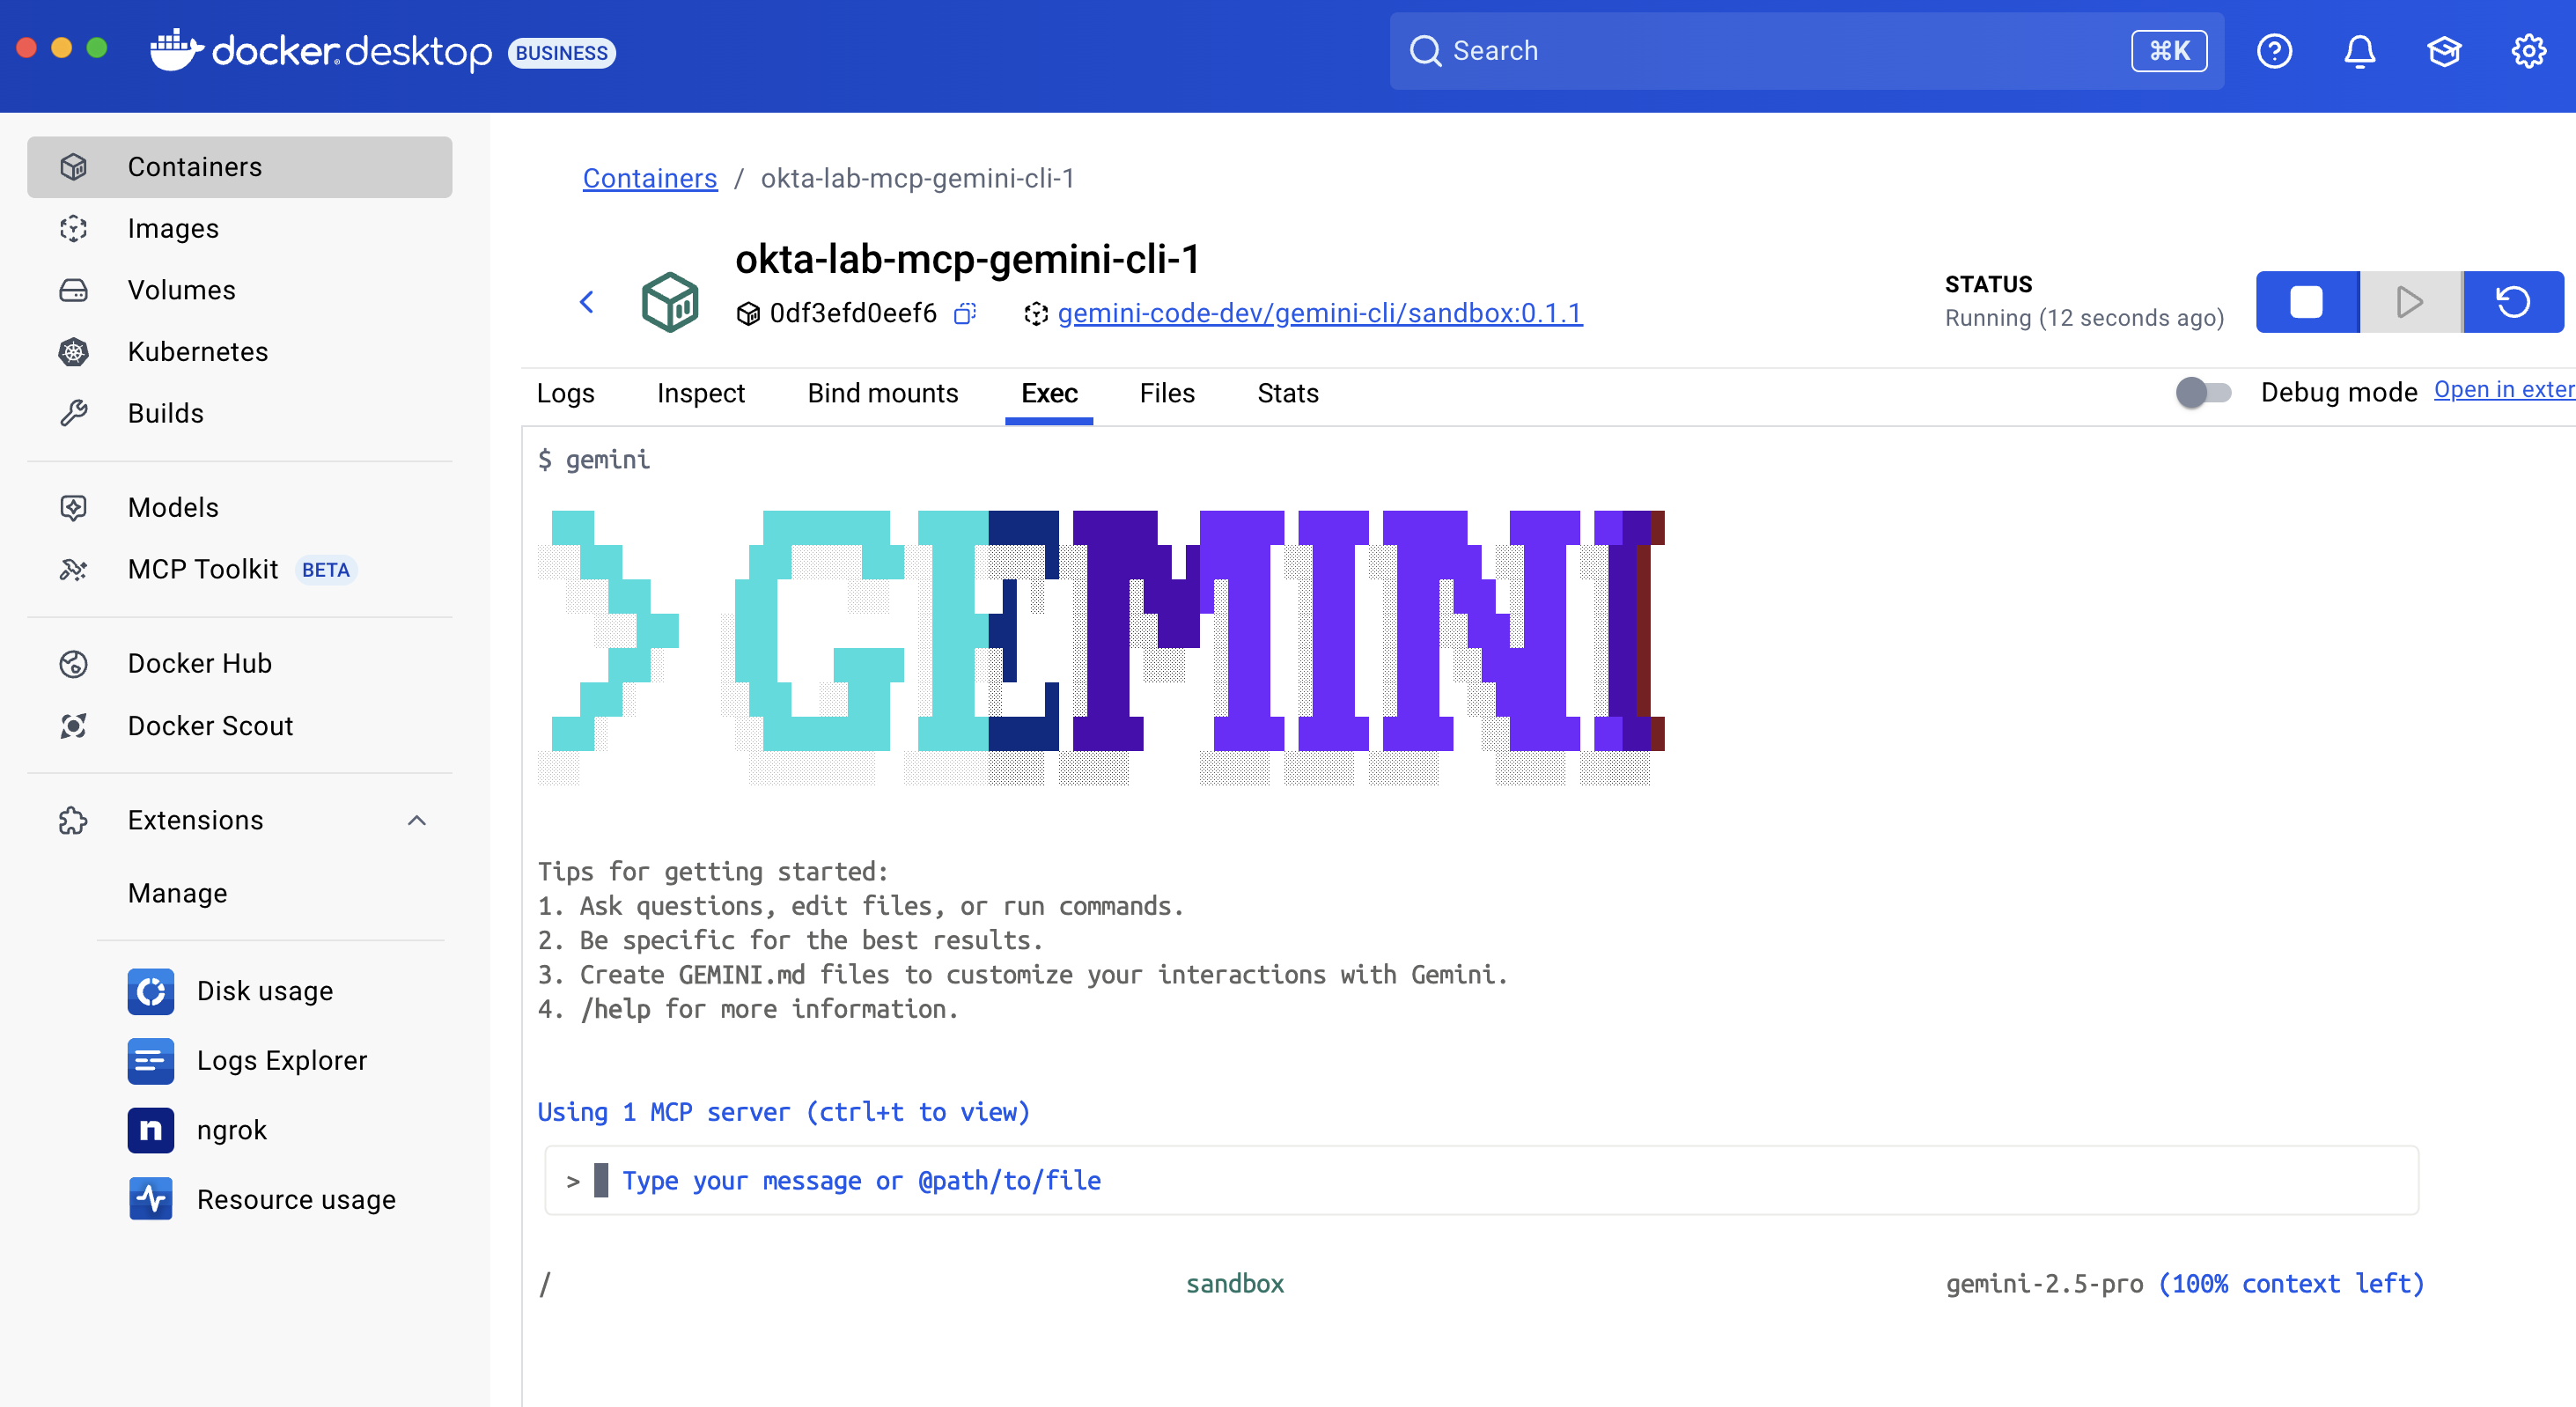 docker.desktop BUSINESS
Search
⌘K
Containers
Images
Volumes
Kubernetes
Builds
Models
MCP Toolkit BETA
Docker Hub
Docker Scout
Extensions
Manage
Disk usage
Logs Explorer
n ngrok
Resource usage
Containers / okta-lab-mcp-gemini-cli-1
okta-lab-mcp-gemini-cli-1
0df3efd0eef6 gemini-code-dev/gemini-cli/sandbox:0.1.1
STATUS
Running (12 seconds ago)
Logs Inspect Bind mounts Exec Files Stats
Debug mode Open in exter
$ gemini
> GEMINI
Tips for getting started:
1. Ask questions, edit files, or run commands.
2. Be specific for the best results.
3. Create GEMINI.md files to customize your interactions with Gemini.
4. /help for more information.
Using 1 MCP server (ctrl+t to view)
> Type your message or @path/to/file
/ sandbox gemini-2.5-pro (100% context left)